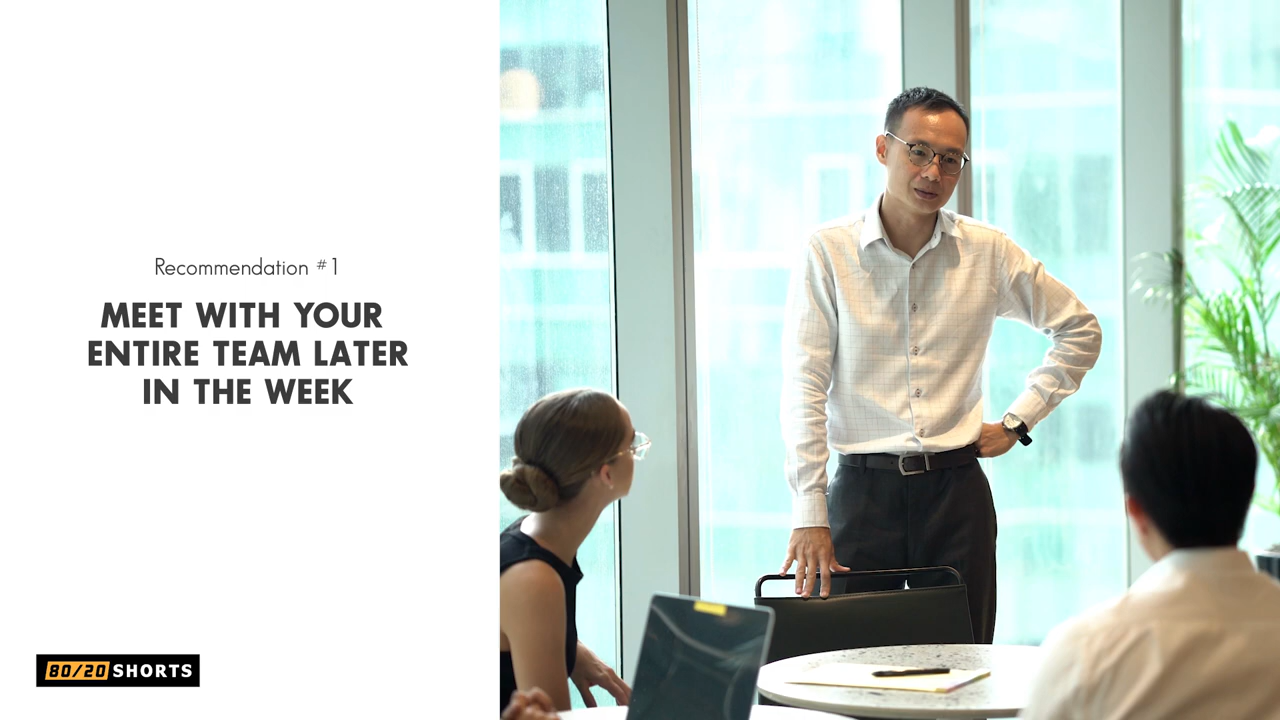 Recommendation #1
MEET WITH YOUR
ENTIRE TEAM LATER
IN THE WEEK
80/20 SHORTS